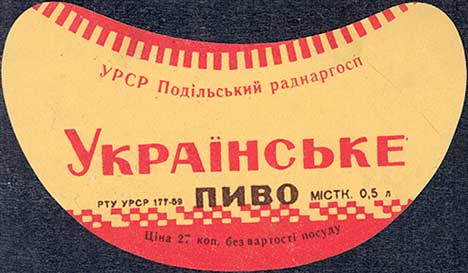 УРСР Подільський раднаргосп
УКРАЇНСЬКЕ
РТУ УРСР 177-59 ПИВО МІСТК. 0,5 л
Ціна 27 коп. без вартості посуду